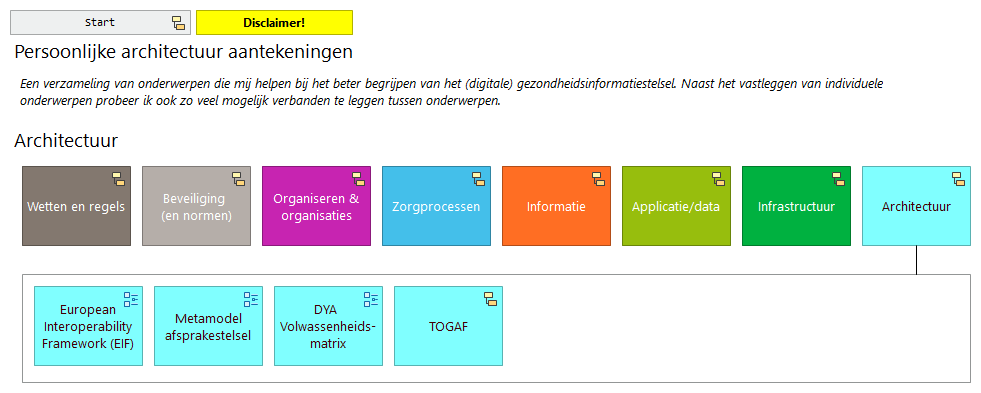 Start
Disclaimer!
Persoonlijke architectuur aantekeningen
Een verzameling van onderwerpen die mij helpen bij het beter begrijpen van het (digitale) gezondheidsinformatiestelsel. Naast het vastleggen van individuele
onderwerpen probeer ik ook zo veel mogelijk verbanden te leggen tussen onderwerpen.
Architectuur
Wetten en regels
Beveiliging
(en normen)
Organiseren &
organisaties
Zorgprocessen
Informatie
Applicatie/data
Infrastructuur
Architectuur
European
Interoperability
Framework (EIF)
Metamodel
afsprakestelsel
DYA
Volwassenheids-
matrix
TOGAF